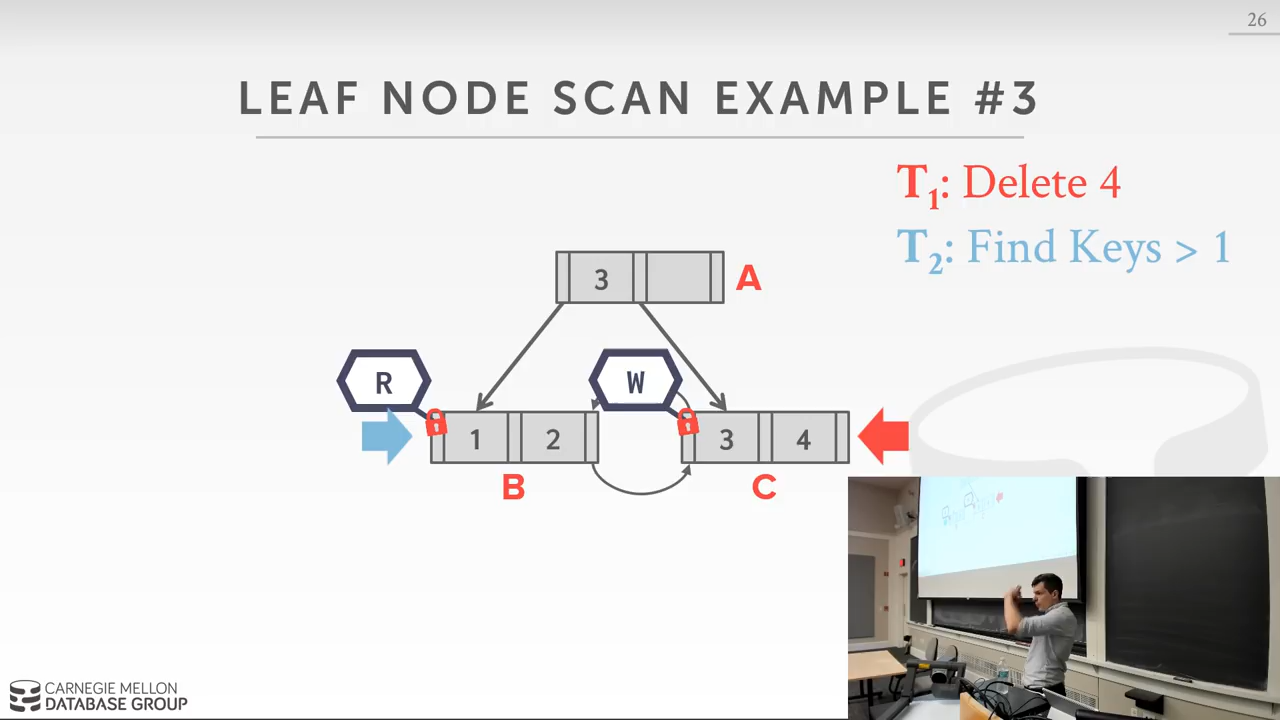 26
LEAF NODE SCAN EXAMPLE #3
T1: Delete 4
T2: Find Keys > 1
3
A
R
W
1 2
3 4
B
C
CARNEGIE MELLON
DATABASE GROUP